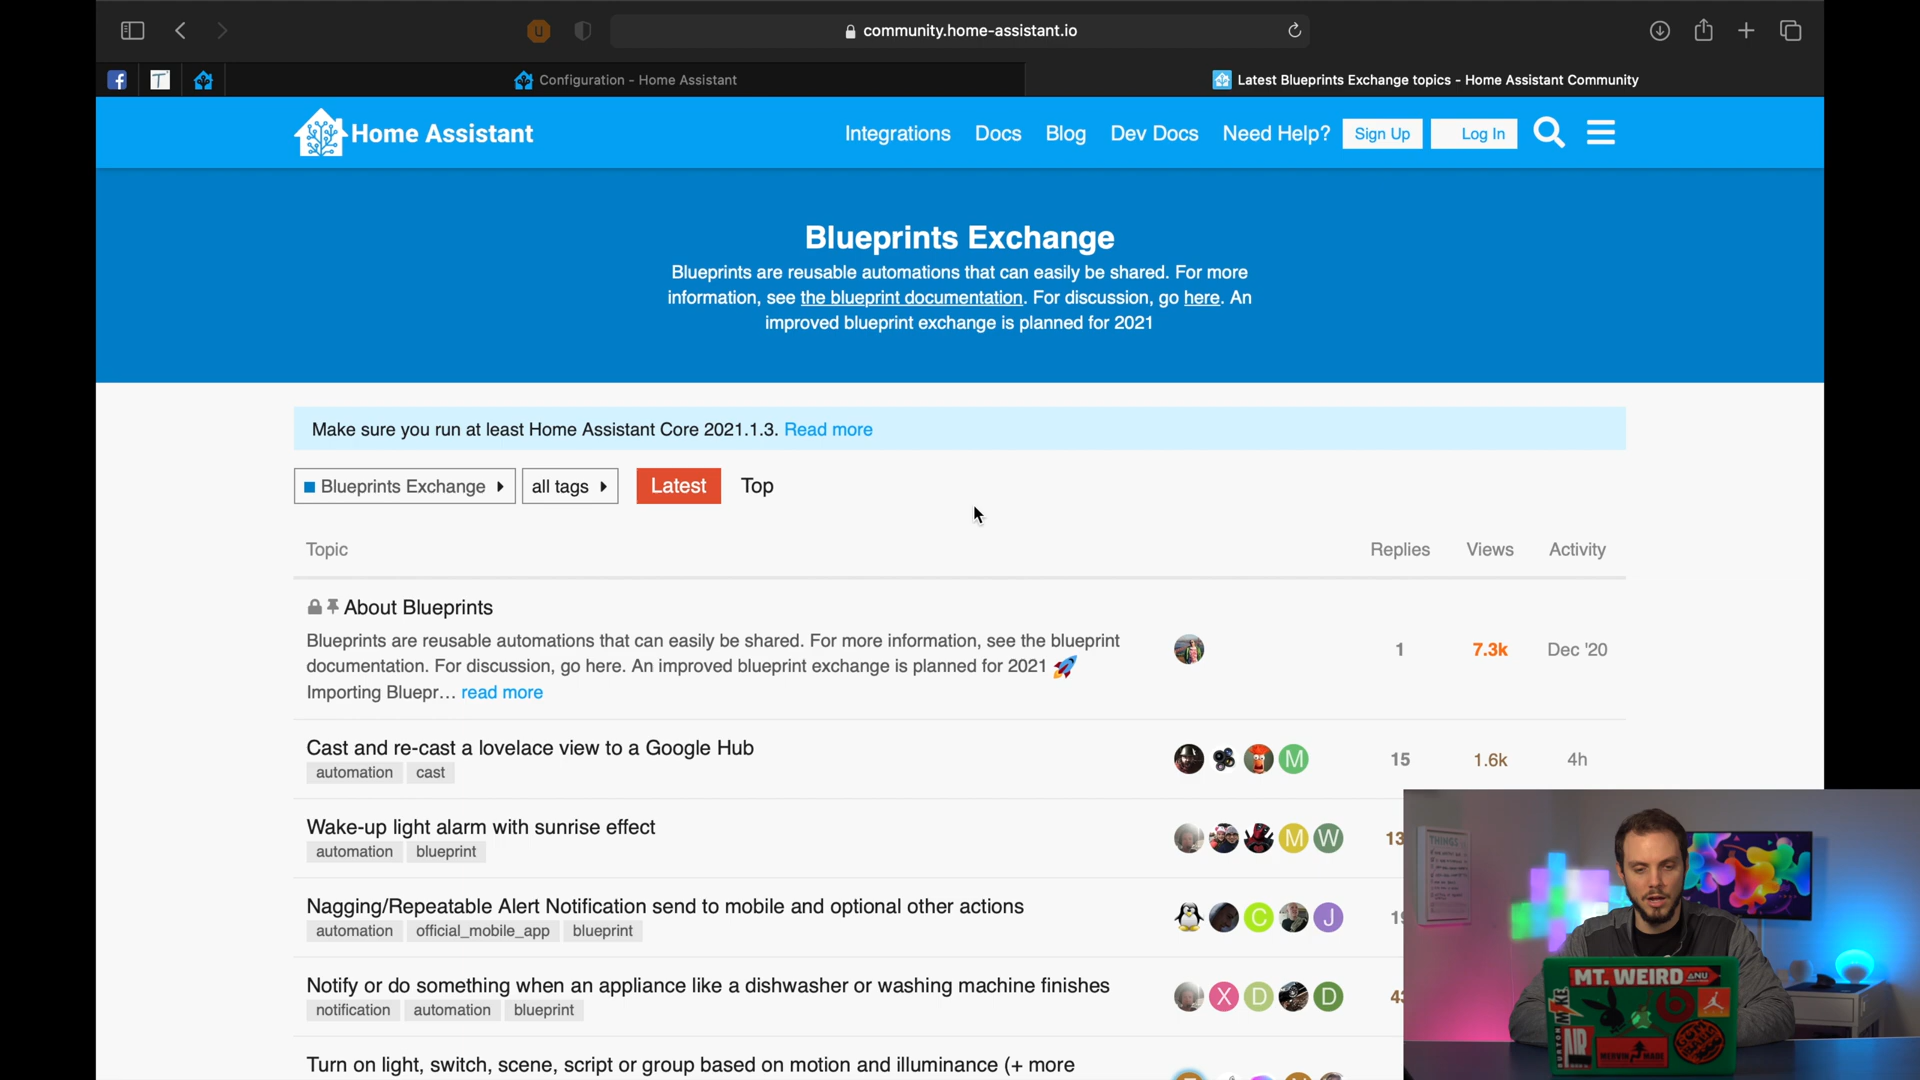 community.home-assistant.io
Configuration - Home Assistant
Latest Blueprints Exchange topics - Home Assistant Community
Home Assistant
Integrations Docs Blog Dev Docs Need Help? Sign Up Log In
Blueprints Exchange
Blueprints are reusable automations that can easily be shared. For more
information, see the blueprint documentation. For discussion, go here. An
improved blueprint exchange is planned for 2021
Make sure you run at least Home Assistant Core 2021.1.3. Read more
Blueprints Exchange all tags Latest Top
Topic Replies Views Activity
About Blueprints
Blueprints are reusable automations that can easily be shared. For more information, see the blueprint
documentation. For discussion, go here. An improved blueprint exchange is planned for 2021
Importing Bluepr… read more
1 7.3k Dec '20
Cast and re-cast a lovelace view to a Google Hub
automation cast
M
15 1.6k 4h
Wake-up light alarm with sunrise effect
automation blueprint
M W
13
Nagging/Repeatable Alert Notification send to mobile and optional other actions
automation official_mobile_app blueprint
C J
Notify or do something when an appliance like a dishwasher or washing machine finishes
notification automation blueprint
X D D
Turn on light, switch, scene, script or group based on motion and illuminance (+ more
THINGS
MT. WEIRD
AIR